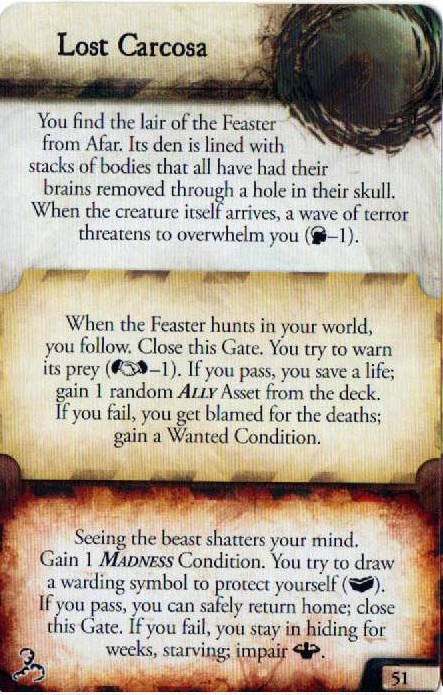 Lost Carcosa
You find the lair of the Feaster
from Afar. Its den is lined with
stacks of bodies that all have had their
brains removed through a hole in their skull.
When the creature itself arrives, a wave of terror
threatens to overwhelm you (–1).
When the Feaster hunts in your world,
you follow. Close this Gate. You try to warn
its prey (–1). If you pass, you save a life;
gain 1 random ALLY Asset from the deck.
If you fail, you get blamed for the deaths;
gain a Wanted Condition.
Seeing the beast shatters your mind.
Gain 1 MADNESS Condition. You try to draw
a warding symbol to protect yourself ().
If you pass, you can safely return home; close
this Gate. If you fail, you stay in hiding for
weeks, starving; impair .
51